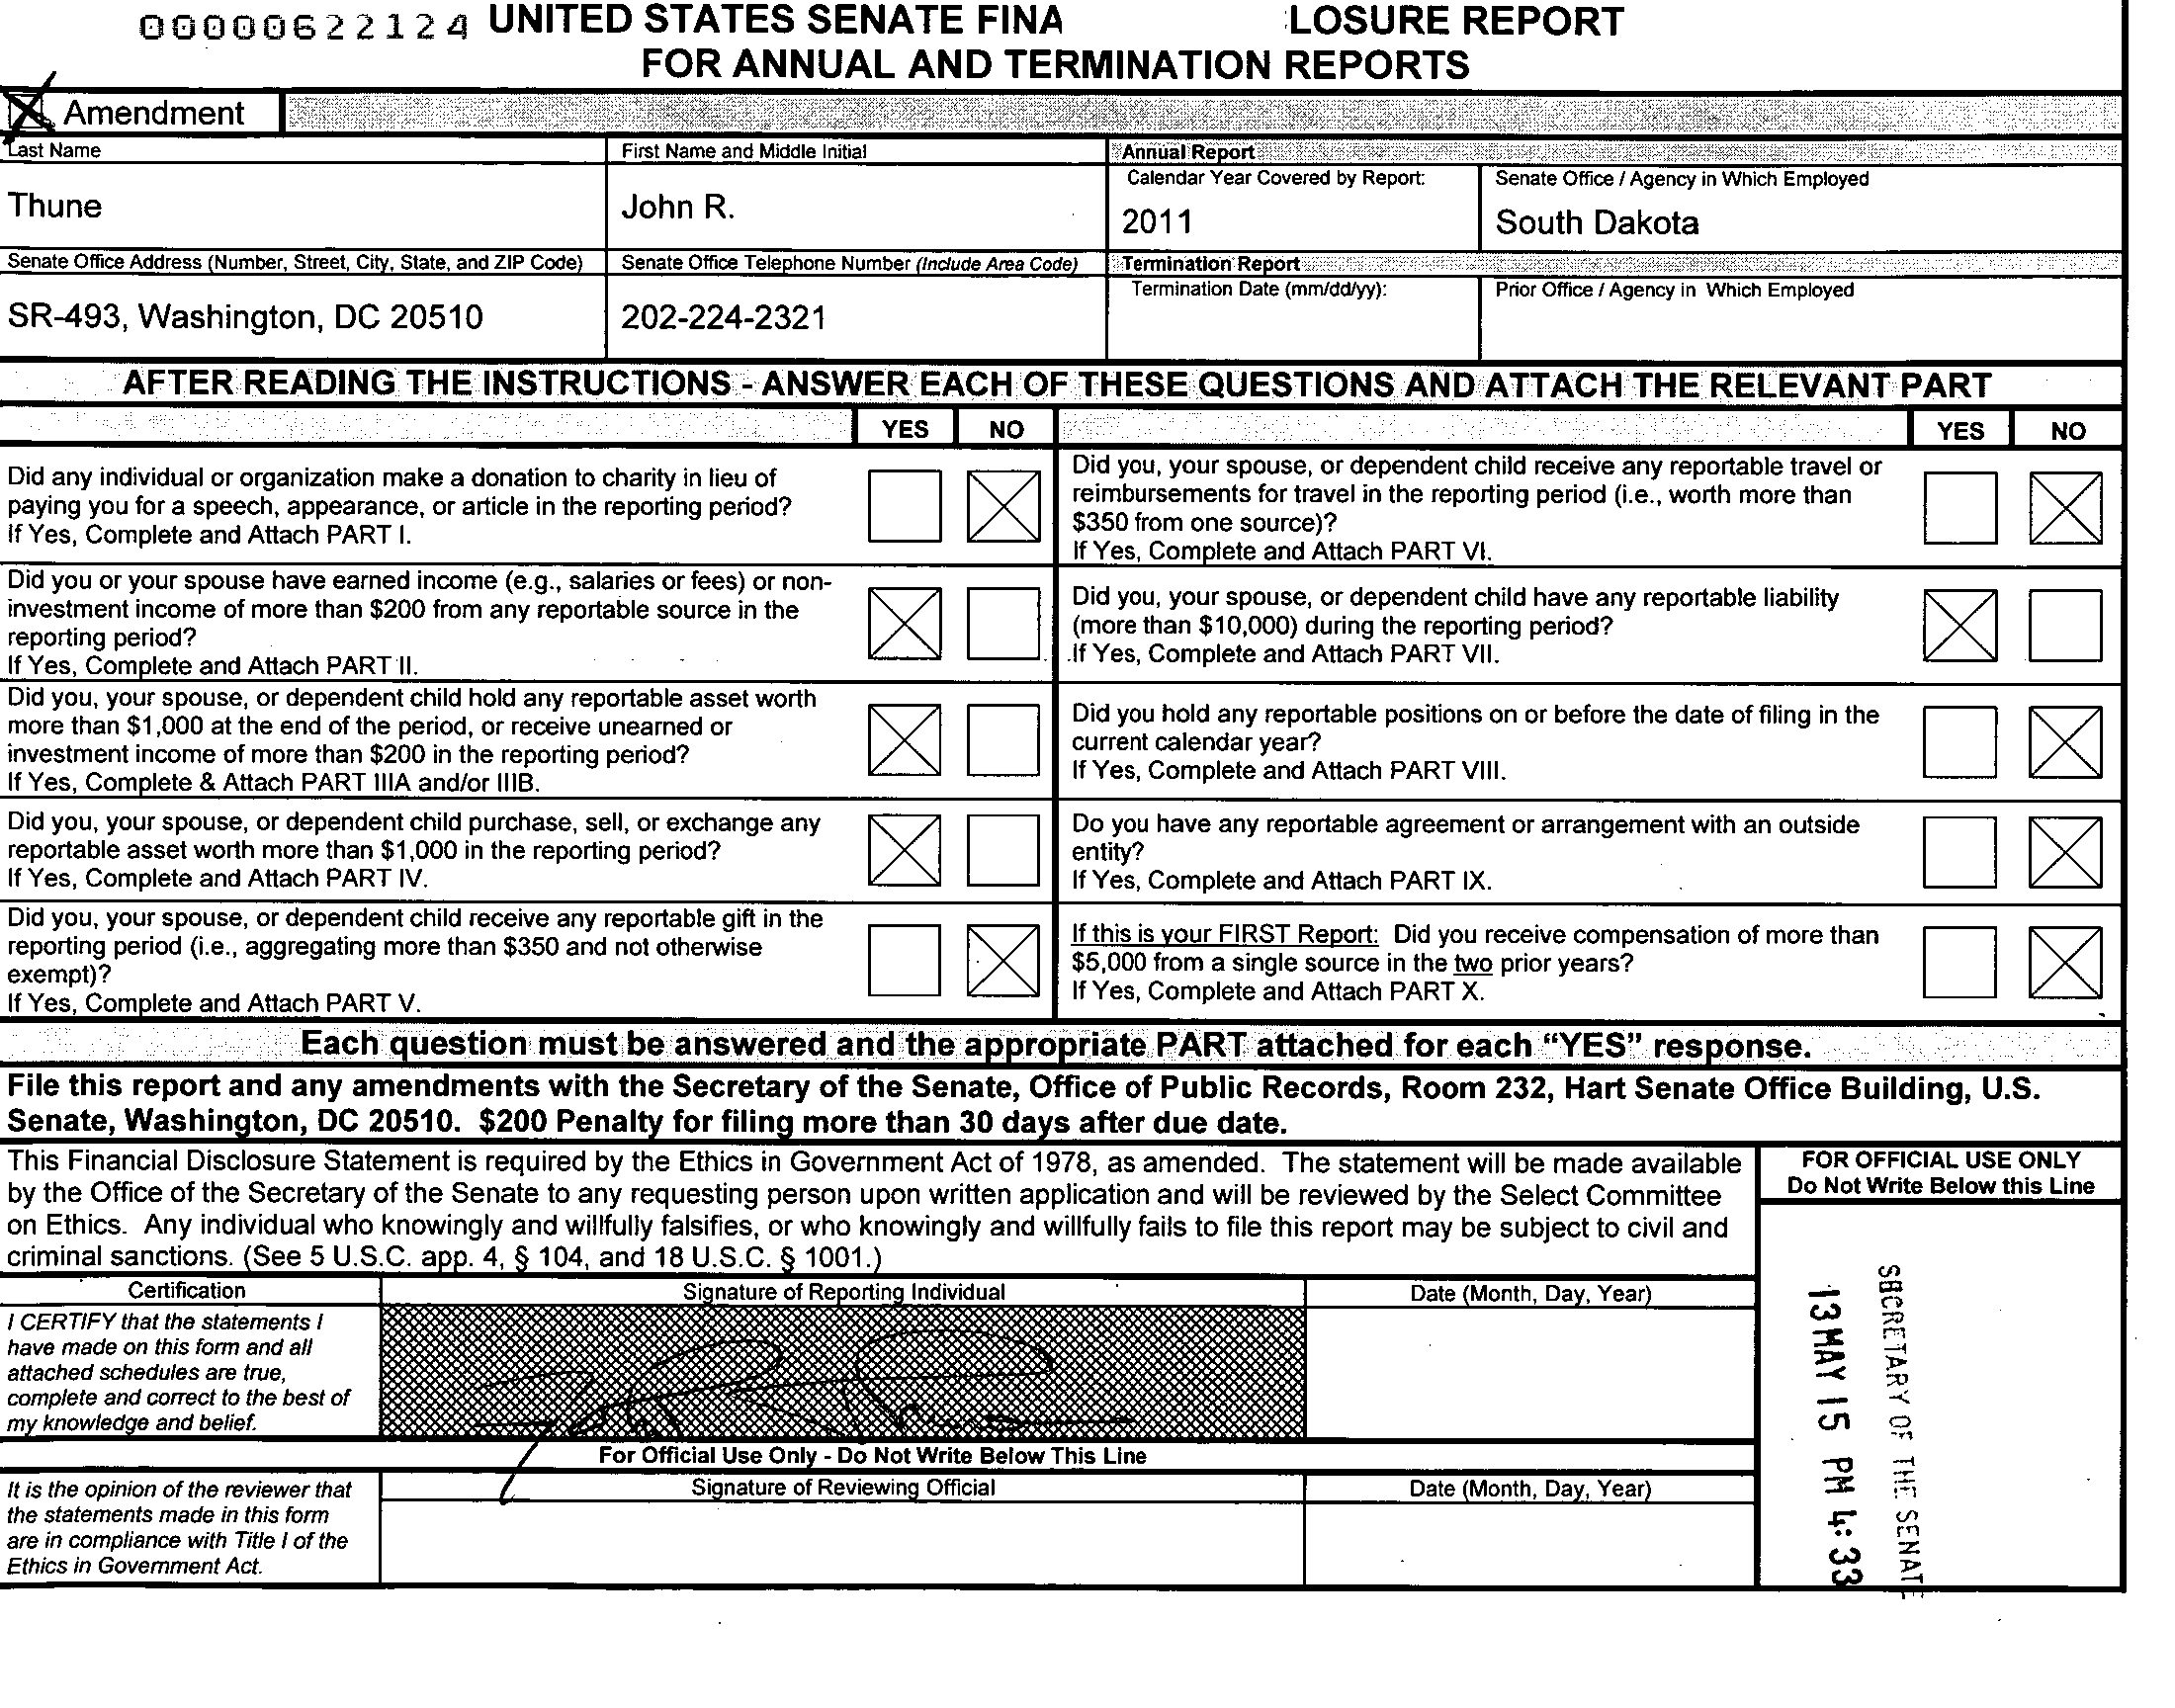 00000622124 UNITED STATES SENATE FINA LOSURE REPORT
FOR ANNUAL AND TERMINATION REPORTS
Amendment
Last Name
First Name and Middle Initial
Annual Report
Calendar Year Covered by Report:
Senate Office / Agency in Which Employed
Thune
John R.
2011
South Dakota
Senate Office Address (Number, Street, City, State, and ZIP Code)
Senate Office Telephone Number (Include Area Code)
Termination Report
Termination Date (mm/dd/yy):
Prior Office / Agency in Which Employed
SR-493, Washington, DC 20510
202-224-2321
AFTER READING THE INSTRUCTIONS - ANSWER EACH OF THESE QUESTIONS AND ATTACH THE RELEVANT PART
YES NO
YES NO
Did any individual or organization make a donation to charity in lieu of
paying you for a speech, appearance, or article in the reporting period?
If Yes, Complete and Attach PART I.
Did you, your spouse, or dependent child receive any reportable travel or
reimbursements for travel in the reporting period (i.e., worth more than
$350 from one source)?
If Yes, Complete and Attach PART VI.
Did you or your spouse have earned income (e.g., salaries or fees) or non-
investment income of more than $200 from any reportable source in the
reporting period?
If Yes, Complete and Attach PART II.
Did you, your spouse, or dependent child have any reportable liability
(more than $10,000) during the reporting period?
If Yes, Complete and Attach PART VII.
Did you, your spouse, or dependent child hold any reportable asset worth
more than $1,000 at the end of the period, or receive unearned or
investment income of more than $200 in the reporting period?
If Yes, Complete & Attach PART IIIA and/or IIIB.
Did you hold any reportable positions on or before the date of filing in the
current calendar year?
If Yes, Complete and Attach PART VIII.
Did you, your spouse, or dependent child purchase, sell, or exchange any
reportable asset worth more than $1,000 in the reporting period?
If Yes, Complete and Attach PART IV.
Do you have any reportable agreement or arrangement with an outside
entity?
If Yes, Complete and Attach PART IX.
Did you, your spouse, or dependent child receive any reportable gift in the
reporting period (i.e., aggregating more than $350 and not otherwise
exempt)?
If Yes, Complete and Attach PART V.
If this is your FIRST Report: Did you receive compensation of more than
$5,000 from a single source in the two prior years?
If Yes, Complete and Attach PART X.
Each question must be answered and the appropriate PART attached for each “YES” response.
File this report and any amendments with the Secretary of the Senate, Office of Public Records, Room 232, Hart Senate Office Building, U.S.
Senate, Washington, DC 20510. $200 Penalty for filing more than 30 days after due date.
This Financial Disclosure Statement is required by the Ethics in Government Act of 1978, as amended. The statement will be made available
by the Office of the Secretary of the Senate to any requesting person upon written application and will be reviewed by the Select Committee
on Ethics. Any individual who knowingly and willfully falsifies, or who knowingly and willfully fails to file this report may be subject to civil and
criminal sanctions. (See 5 U.S.C. app. 4, § 104, and 18 U.S.C. § 1001.)
FOR OFFICIAL USE ONLY
Do Not Write Below this Line
Certification
Signature of Reporting Individual
Date (Month, Day, Year)
I CERTIFY that the statements I
have made on this form and all
attached schedules are true,
complete and correct to the best of
my knowledge and belief.
For Official Use Only - Do Not Write Below This Line
It is the opinion of the reviewer that
the statements made in this form
are in compliance with Title I of the
Ethics in Government Act.
Signature of Reviewing Official
Date (Month, Day, Year)
SECRETARY OF THE SENATE
13 MAY 15 PM 4:33